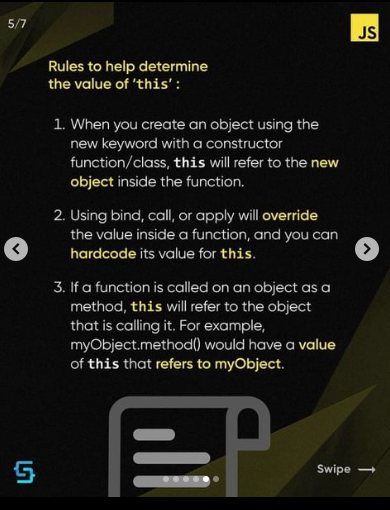 5/7
JS
Rules to help determine
the value of ‘this’ :
1. When you create an object using the
new keyword with a constructor
function/class, this will refer to the new
object inside the function.
2. Using bind, call, or apply will override
the value inside a function, and you can
hardcode its value for this.
3. If a function is called on an object as a
method, this will refer to the object
that is calling it. For example,
myObject.method() would have a value
of this that refers to myObject.
Swipe